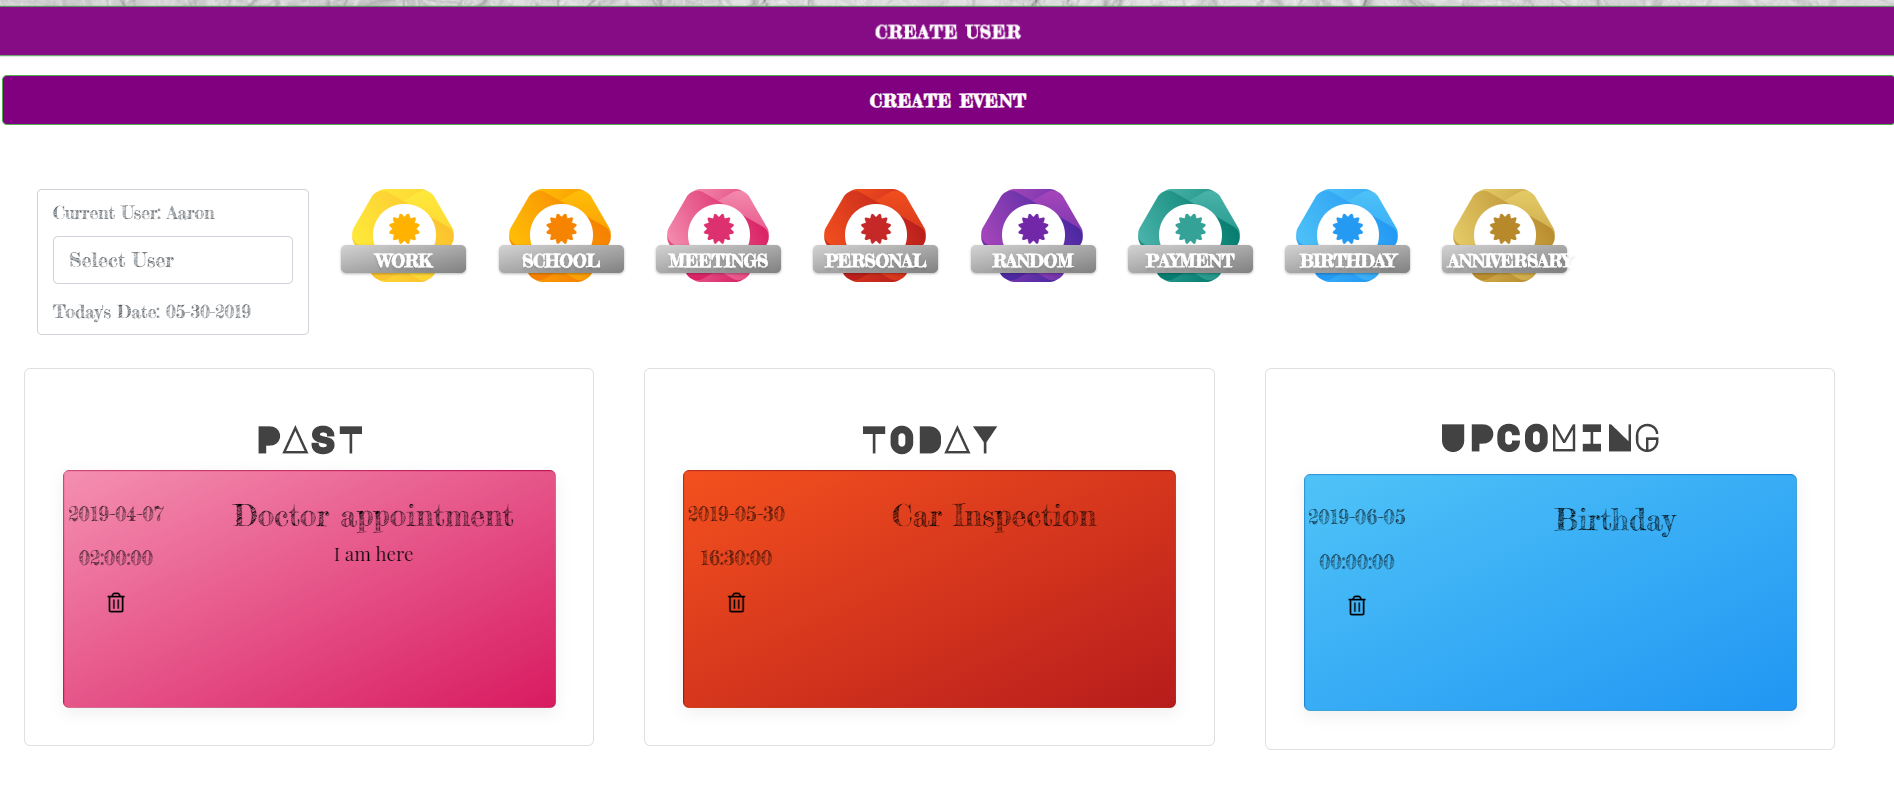 CREATE USER
CREATE EVENT
Current User: Aaron
Select User
Today's Date: 05-30-2019
WORK
SCHOOL
MEETINGS
PERSONAL
RANDOM
PAYMENT
BIRTHDAY
ANNIVERSARY
PAST
2019-04-07
Doctor appointment
02:00:00
I am here
TODAY
2019-05-30
Car Inspection
16:30:00
UPCOMING
2019-06-05
Birthday
00:00:00